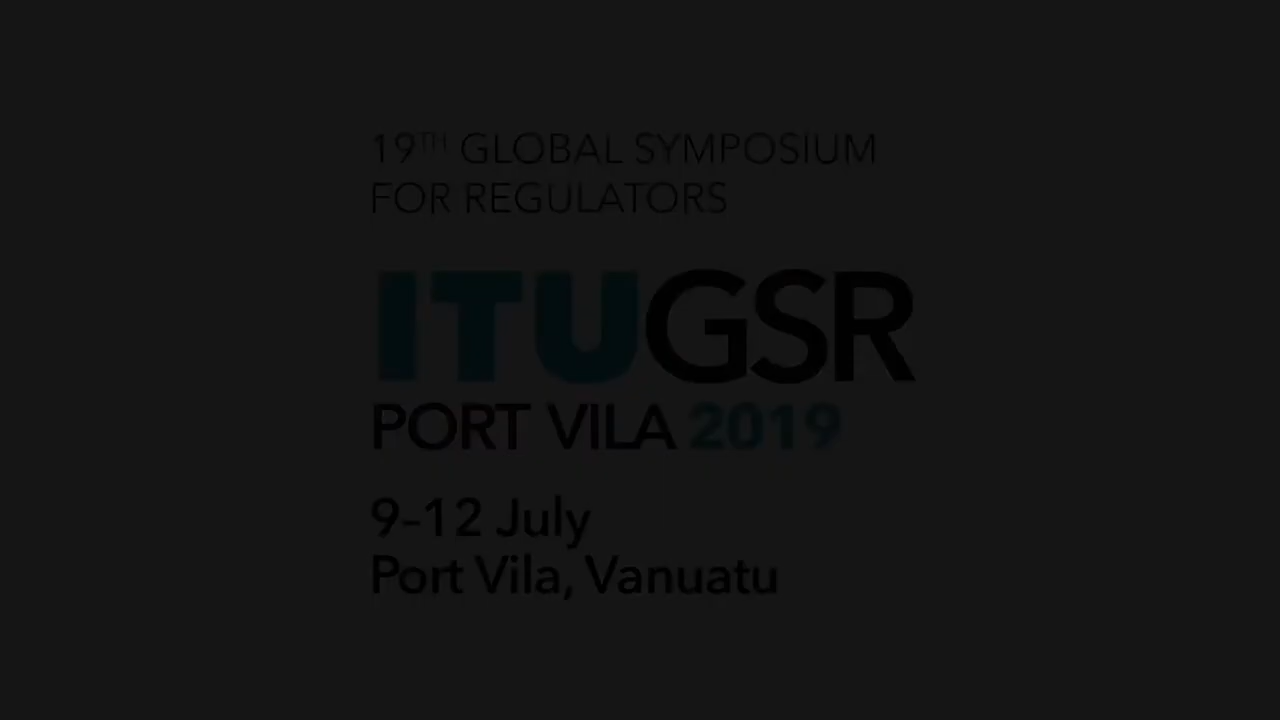 19TH GLOBAL SYMPOSIUM
FOR REGULATORS
ITUGSR
PORT VILA 2019
9-12 July
Port Vila, Vanuatu